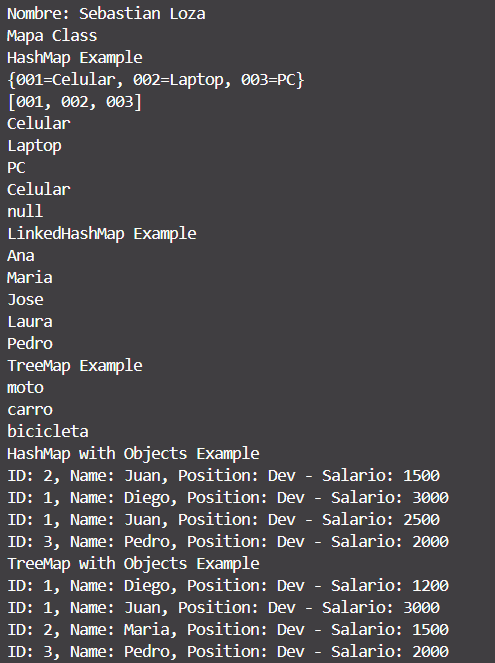 Nombre: Sebastian Loza
Mapa Class
HashMap Example
{001=Celular, 002=Laptop, 003=PC}
[001, 002, 003]
Celular
Laptop
PC
Celular
null
LinkedHashMap Example
Ana
Maria
Jose
Laura
Pedro
TreeMap Example
moto
carro
bicicleta
HashMap with Objects Example
ID: 2, Name: Juan, Position: Dev - Salario: 1500
ID: 1, Name: Diego, Position: Dev - Salario: 3000
ID: 1, Name: Juan, Position: Dev - Salario: 2500
ID: 3, Name: Pedro, Position: Dev - Salario: 2000
TreeMap with Objects Example
ID: 1, Name: Diego, Position: Dev - Salario: 1200
ID: 1, Name: Juan, Position: Dev - Salario: 3000
ID: 2, Name: Maria, Position: Dev - Salario: 1500
ID: 3, Name: Pedro, Position: Dev - Salario: 2000